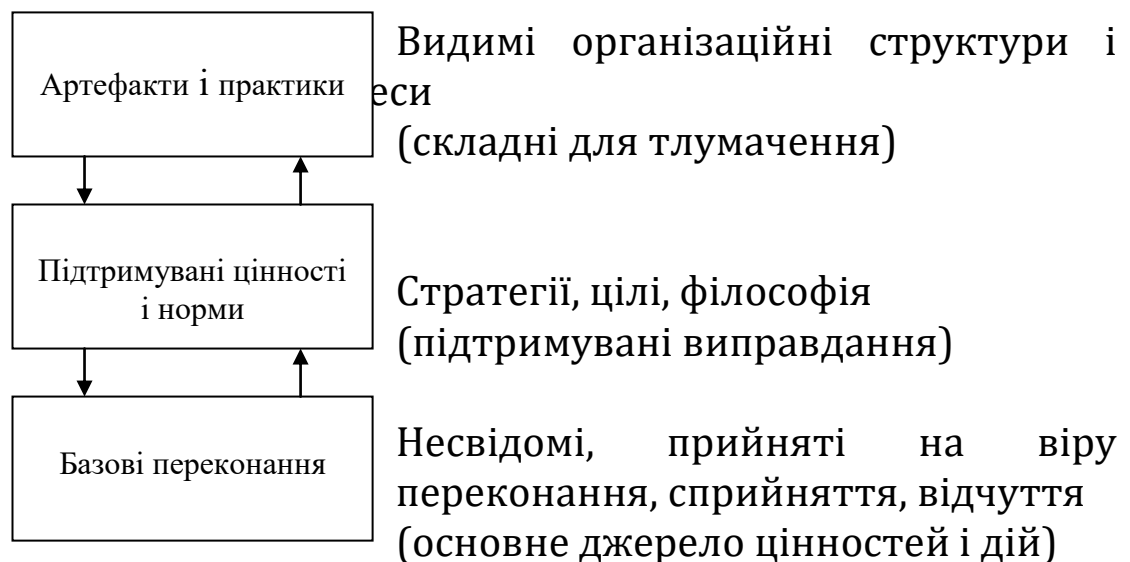 Артефакти і практики
Видимі організаційні структури і
еси
(складні для тлумачення)
Підтримувані цінності
і норми
Стратегії, цілі, філософія
(підтримувані виправдання)
Базові переконання
Несвідомі, прийняті на віру
переконання, сприйняття, відчуття
(основне джерело цінностей і дій)